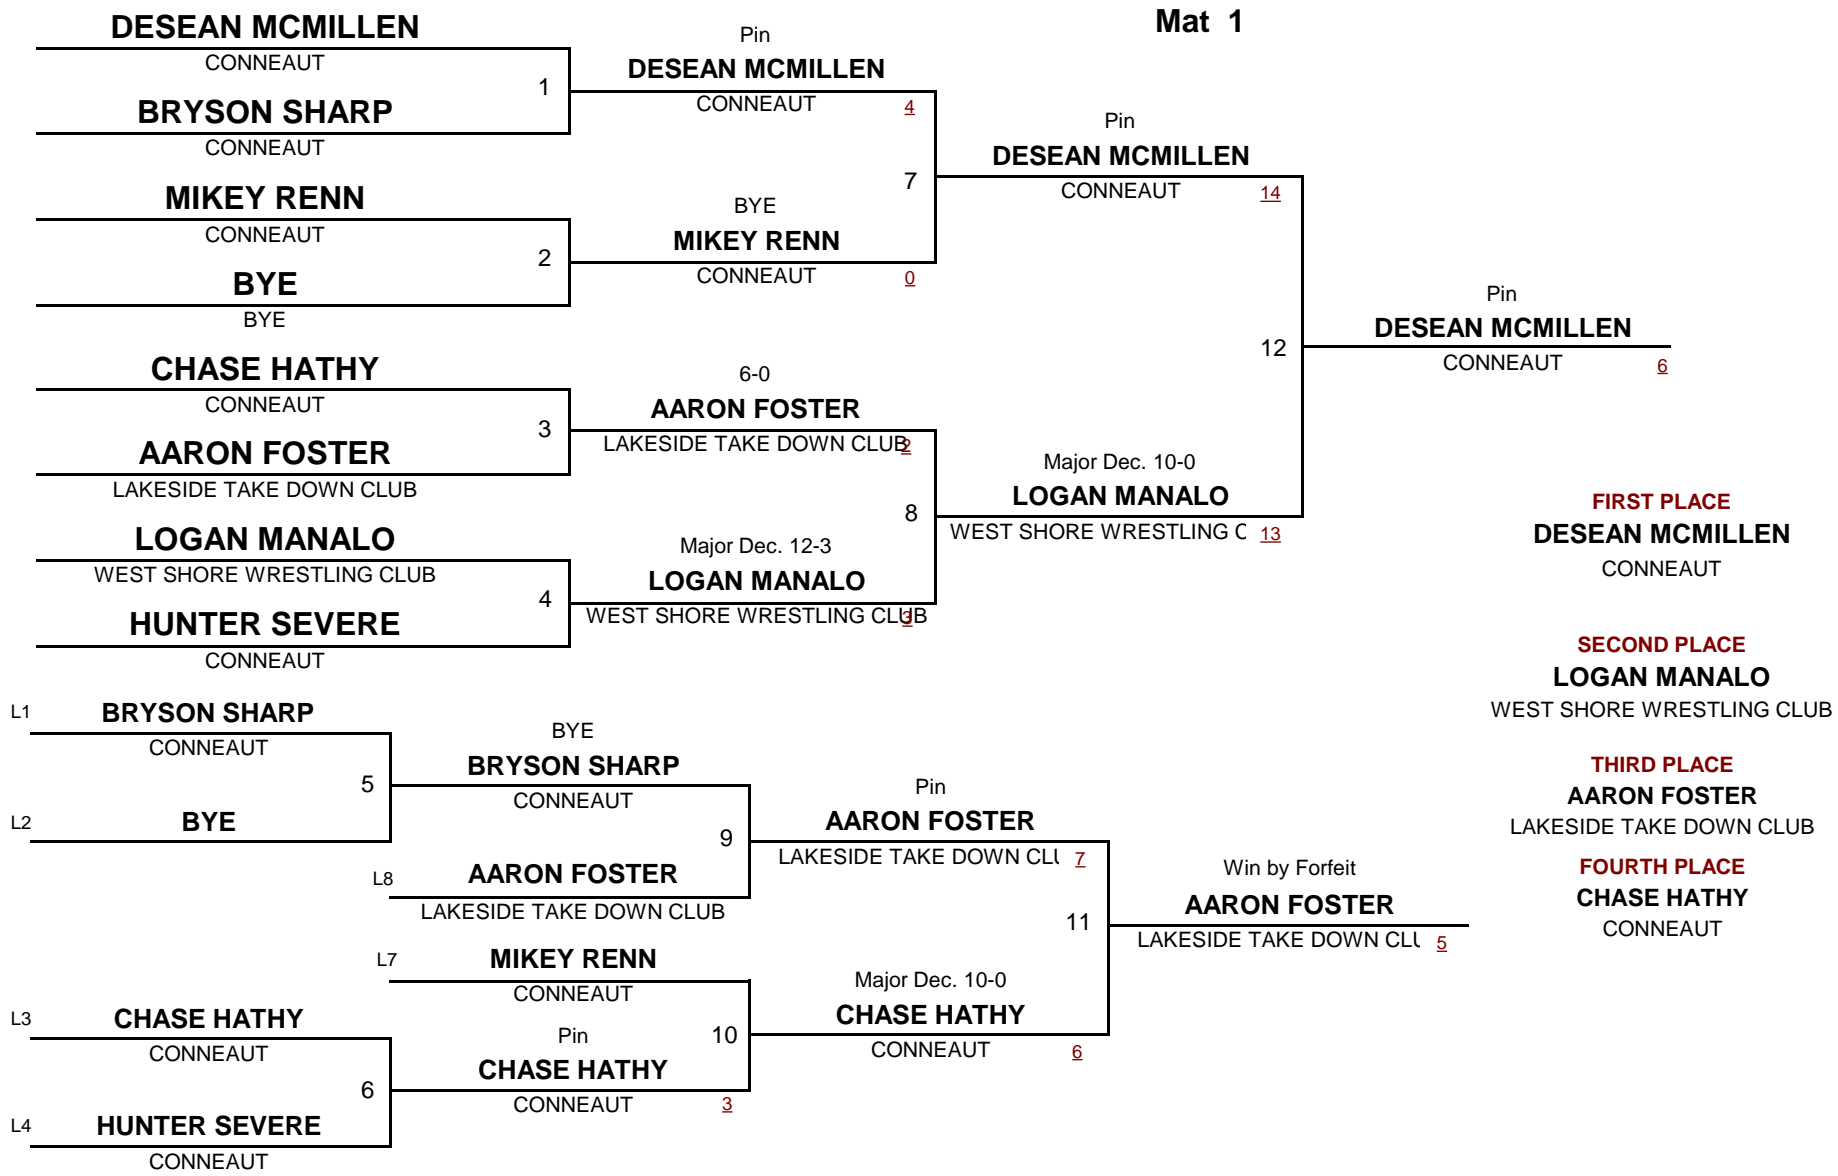 Mat 1
DESEAN MCMILLEN
CONNEAUT
1
BRYSON SHARP
CONNEAUT
MIKEY RENN
CONNEAUT
2
BYE
BYE
CHASE HATHY
CONNEAUT
3
AARON FOSTER
LAKESIDE TAKE DOWN CLUB
LOGAN MANALO
WEST SHORE WRESTLING CLUB
4
HUNTER SEVERE
CONNEAUT
Pin
DESEAN MCMILLEN
CONNEAUT 4
7
BYE
MIKEY RENN
CONNEAUT 0
6-0
AARON FOSTER
LAKESIDE TAKE DOWN CLUB 2
8
Major Dec. 12-3
LOGAN MANALO
WEST SHORE WRESTLING CLUB 3
Pin
DESEAN MCMILLEN
CONNEAUT 14
12
Major Dec. 10-0
LOGAN MANALO
WEST SHORE WRESTLING C 13
Pin
DESEAN MCMILLEN
CONNEAUT 6
FIRST PLACE
DESEAN MCMILLEN
CONNEAUT
SECOND PLACE
LOGAN MANALO
WEST SHORE WRESTLING CLUB
THIRD PLACE
AARON FOSTER
LAKESIDE TAKE DOWN CLUB
FOURTH PLACE
CHASE HATHY
CONNEAUT
L1 BRYSON SHARP
CONNEAUT
5
L2 BYE
BYE
BRYSON SHARP
CONNEAUT
9
L8 AARON FOSTER
LAKESIDE TAKE DOWN CLUB
L7 MIKEY RENN
CONNEAUT
10
L3 CHASE HATHY
CONNEAUT
6
L4 HUNTER SEVERE
CONNEAUT
Pin
CHASE HATHY
CONNEAUT 3
Pin
AARON FOSTER
LAKESIDE TAKE DOWN CLU 7
11
Major Dec. 10-0
CHASE HATHY
CONNEAUT 6
Win by Forfeit
AARON FOSTER
LAKESIDE TAKE DOWN CLU 5